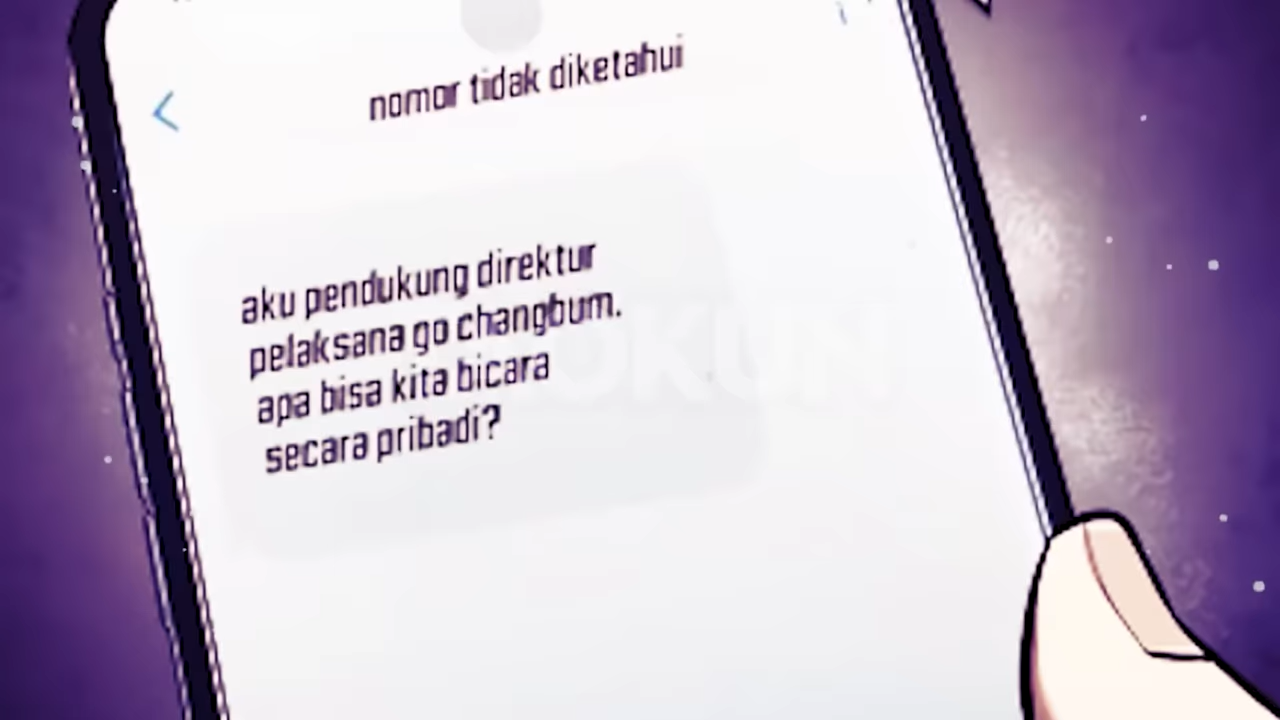 nomor tidak diketahui
aku pendukung direktur
pelaksana go changbum.
apa bisa kita bicara
secara pribadi?